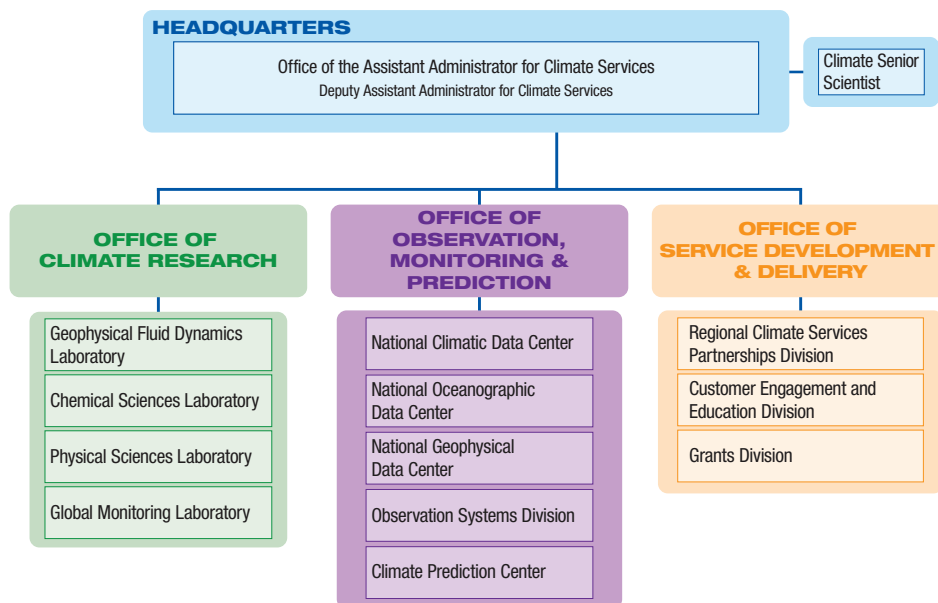 HEADQUARTERS
Office of the Assistant Administrator for Climate Services
Deputy Assistant Administrator for Climate Services
Climate Senior
Scientist
OFFICE OF
CLIMATE RESEARCH
Geophysical Fluid Dynamics
Laboratory
Chemical Sciences Laboratory
Physical Sciences Laboratory
Global Monitoring Laboratory
OFFICE OF
OBSERVATION,
MONITORING &
PREDICTION
National Climatic Data Center
National Oceanographic
Data Center
National Geophysical
Data Center
Observation Systems Division
Climate Prediction Center
OFFICE OF
SERVICE DEVELOPMENT
& DELIVERY
Regional Climate Services
Partnerships Division
Customer Engagement and
Education Division
Grants Division